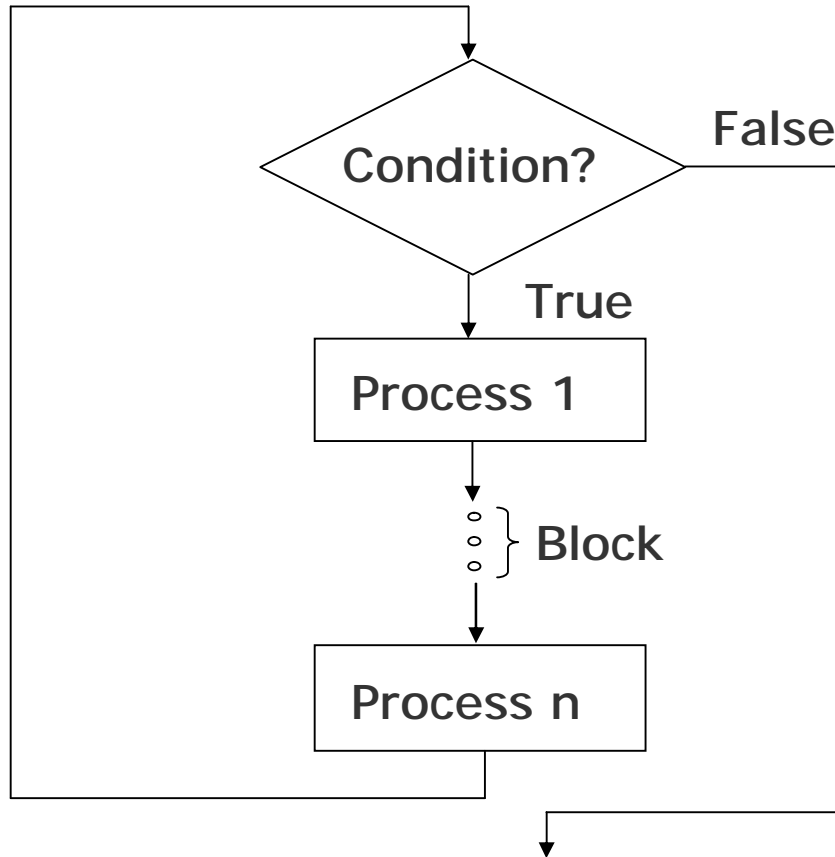 False
Condition?
True
Process 1
Block
Process n